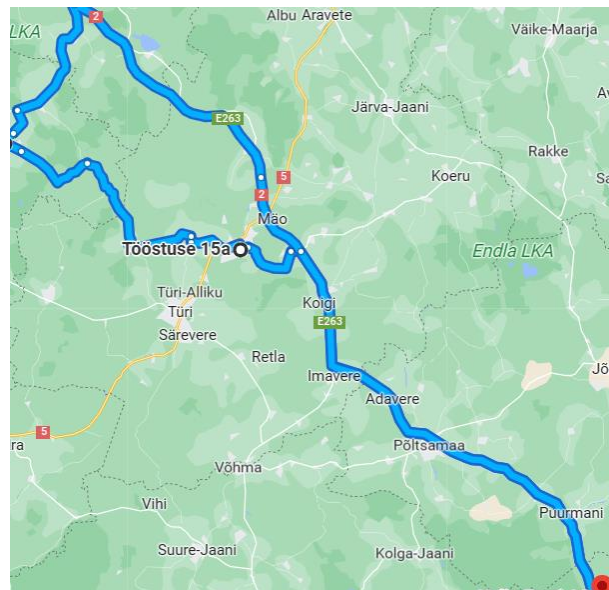 Albu
Aravete
2
LKA
Väike-Maarja
Järva-Jaani
E263
Rakke
5
Koeru
2
Mäo
Tööstuse 15a
Endla LKA
Türi-Alliku
Koigi
Türi
E263
Särevere
Retla
Imavere
Adavere
5
Põltsamaa
Võhma
Vihi
Puurmani
Suure-Jaani
Kolga-Jaani